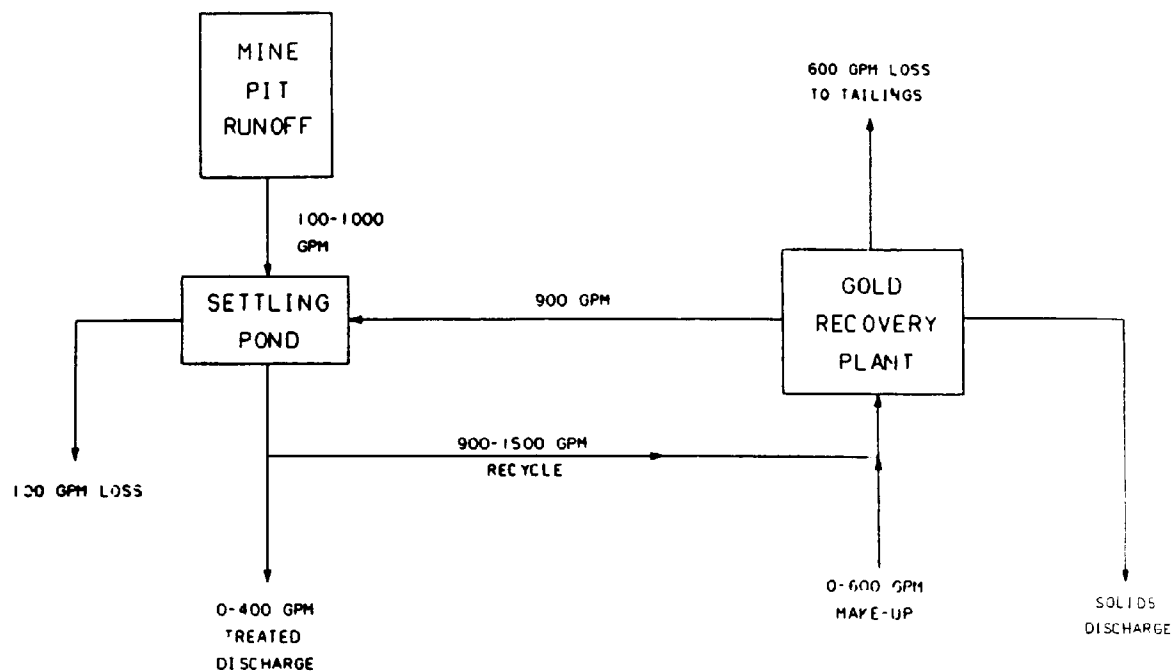 MINE
PIT
RUNOFF
600 GPM LOSS
TO TAILINGS
100-1000
GPM
SETTLING
POND
900 GPM
GOLD
RECOVERY
PLANT
900-1500 GPM
RECYCLE
100 GPM LOSS
0-400 GPM
TREATED
DISCHARGE
0-600 GPM
MAKE-UP
SOLIDS
DISCHARGE